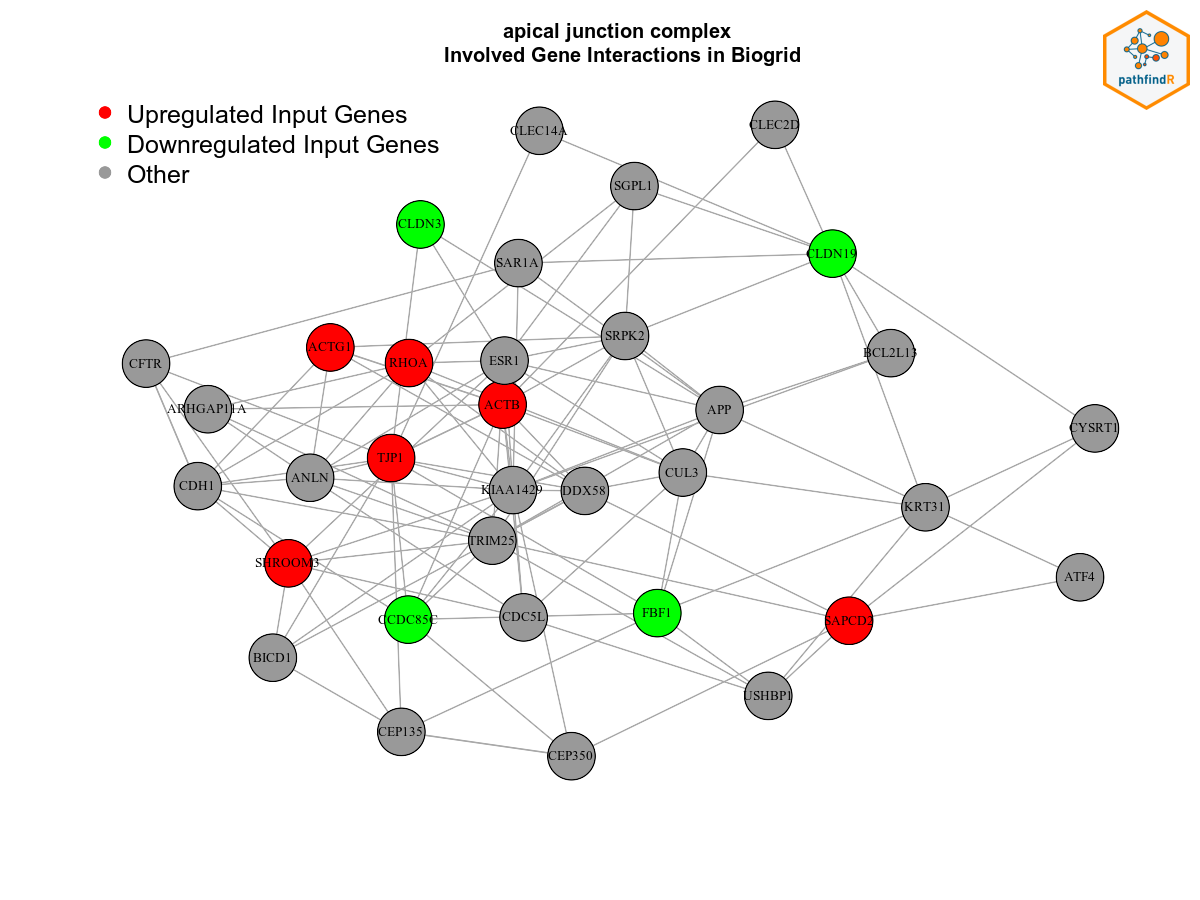 apical junction complex
Involved Gene Interactions in Biogrid
pathfindR
Upregulated Input Genes
Downregulated Input Genes
Other
CLEC14A
CLEC2D
SGPL1
CLDN3
CLDN19
SAR1A
SRPK2
ACTG1
RHOA
ESR1
BCL2L13
CFTR
ARHGAP11A
ACTB
APP
CYSRT1
TJP1
CUL3
CDH1
ANLN
KIAA1429
DDX58
KRT31
TRIM25
SHROOM3
ATF4
CCDC85C
CDC5L
FBF1
SAPCD2
BICD1
USHBP1
CEP135
CEP350